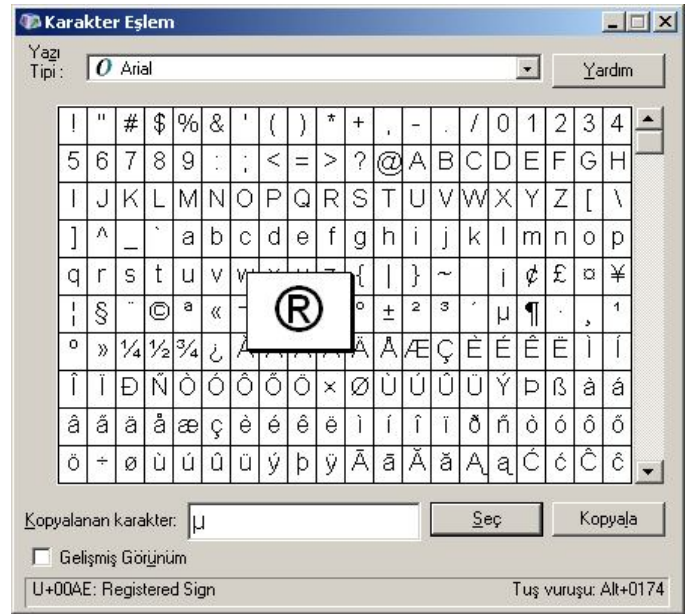 Karakter Eşlem
Yazı Tipi : O Arial Yardım
! " # $ % & ' ( ) * + , - . / 0 1 2 3 4
5 6 7 8 9 : ; < = > ? @ A B C D E F G H
I J K L M N O P Q R S T U V W X Y Z [ \
] ^ _ ` a b c d e f g h i j k l m n o p
q r s t u v { | } ~ ¡ ¢ £ ¤ ¥
¦ § ¨ © ª « ® ° ± ² ³ ´ µ ¶ · ¸ ¹
º » ¼ ½ ¾ ¿ Å Æ Ç È É Ê Ë Ì Í
Î Ï Ð Ñ Ò Ó Ô Õ Ö × Ø Ù Ú Û Ü Ý Þ ß à á
â ã ä å æ ç è é ê ë ì í î ï ð ñ ò ó ô õ
ö ÷ ø ù ú û ü ý þ ÿ Ā ā Ă ă Ą ą Ć ć Ĉ ĉ
Kopyalanan karakter: µ Seç Kopyala
Gelişmiş Görünüm
U+00AE: Registered Sign Tuş vuruşu: Alt+0174